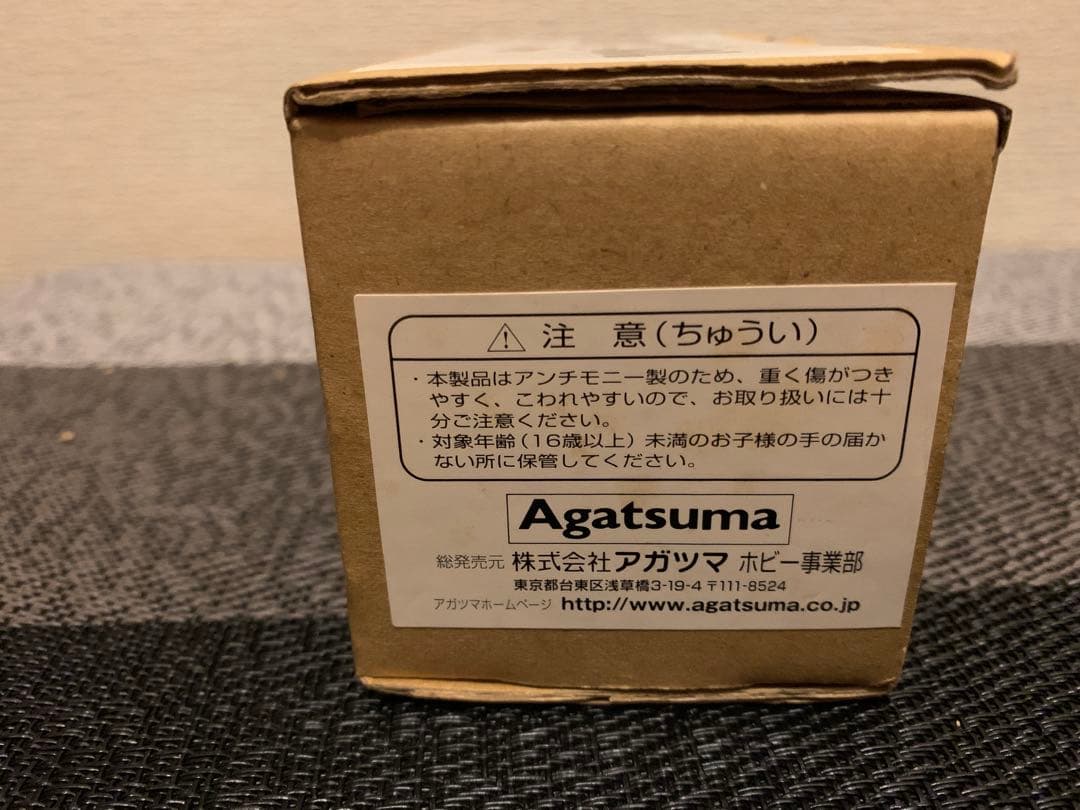 ⚠ 注 意(ちゅうい)
・本製品はアンチモニー製のため、重く傷がつき
やすく、こわれやすいので、お取り扱いには十
分ご注意ください。
・対象年齢(16歳以上)未満のお子様の手の届か
ない所に保管してください。
Agatsuma
総発売元 株式会社アガツマ ホビー事業部
東京都台東区浅草橋3-19-4 〒111-8524
アガツマホームページ http://www.agatsuma.co.jp